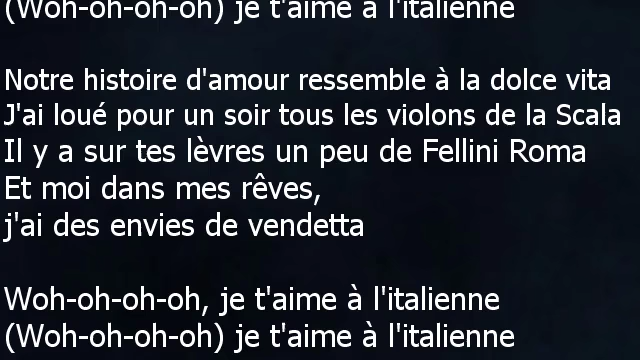 (Woh-oh-oh-oh) je t'aime à l'italienne
Notre histoire d'amour ressemble à la dolce vita
J'ai loué pour un soir tous les violons de la Scala
Il y a sur tes lèvres un peu de Fellini Roma
Et moi dans mes rêves,
j'ai des envies de vendetta
Woh-oh-oh-oh, je t'aime à l'italienne
(Woh-oh-oh-oh) je t'aime à l'italienne